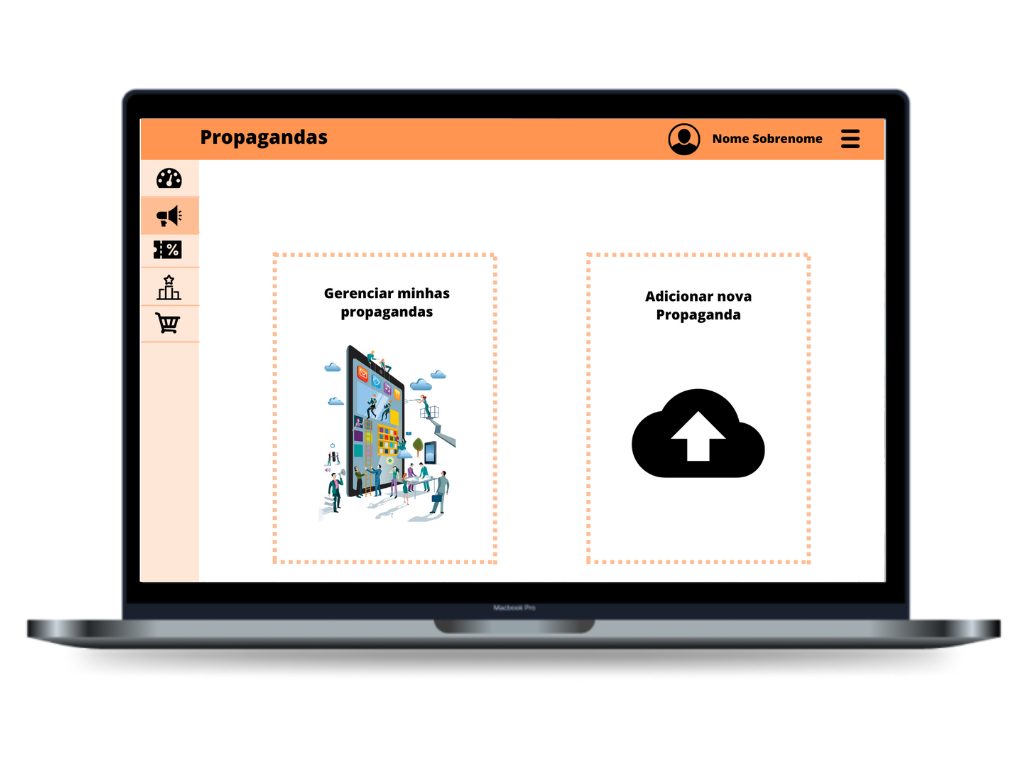 Propagandas
Nome Sobrenome
%
Gerenciar minhas
propagandas
Adicionar nova
Propaganda
Macbook Pro